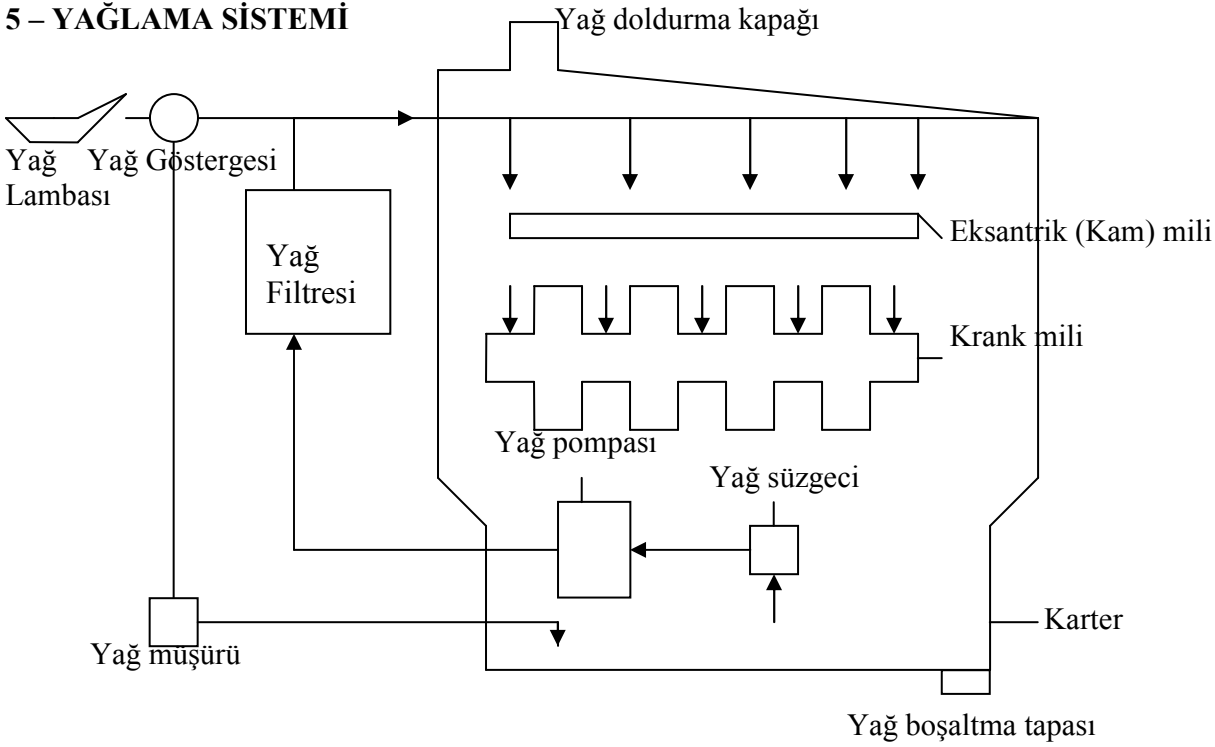 5 – YAĞLAMA SİSTEMİ
Yağ doldurma kapağı
Yağ
Lambası
Yağ Göstergesi
Yağ
Filtresi
Eksantrik (Kam) mili
Krank mili
Yağ pompası
Yağ süzgeci
Karter
Yağ müşürü
Yağ boşaltma tapası